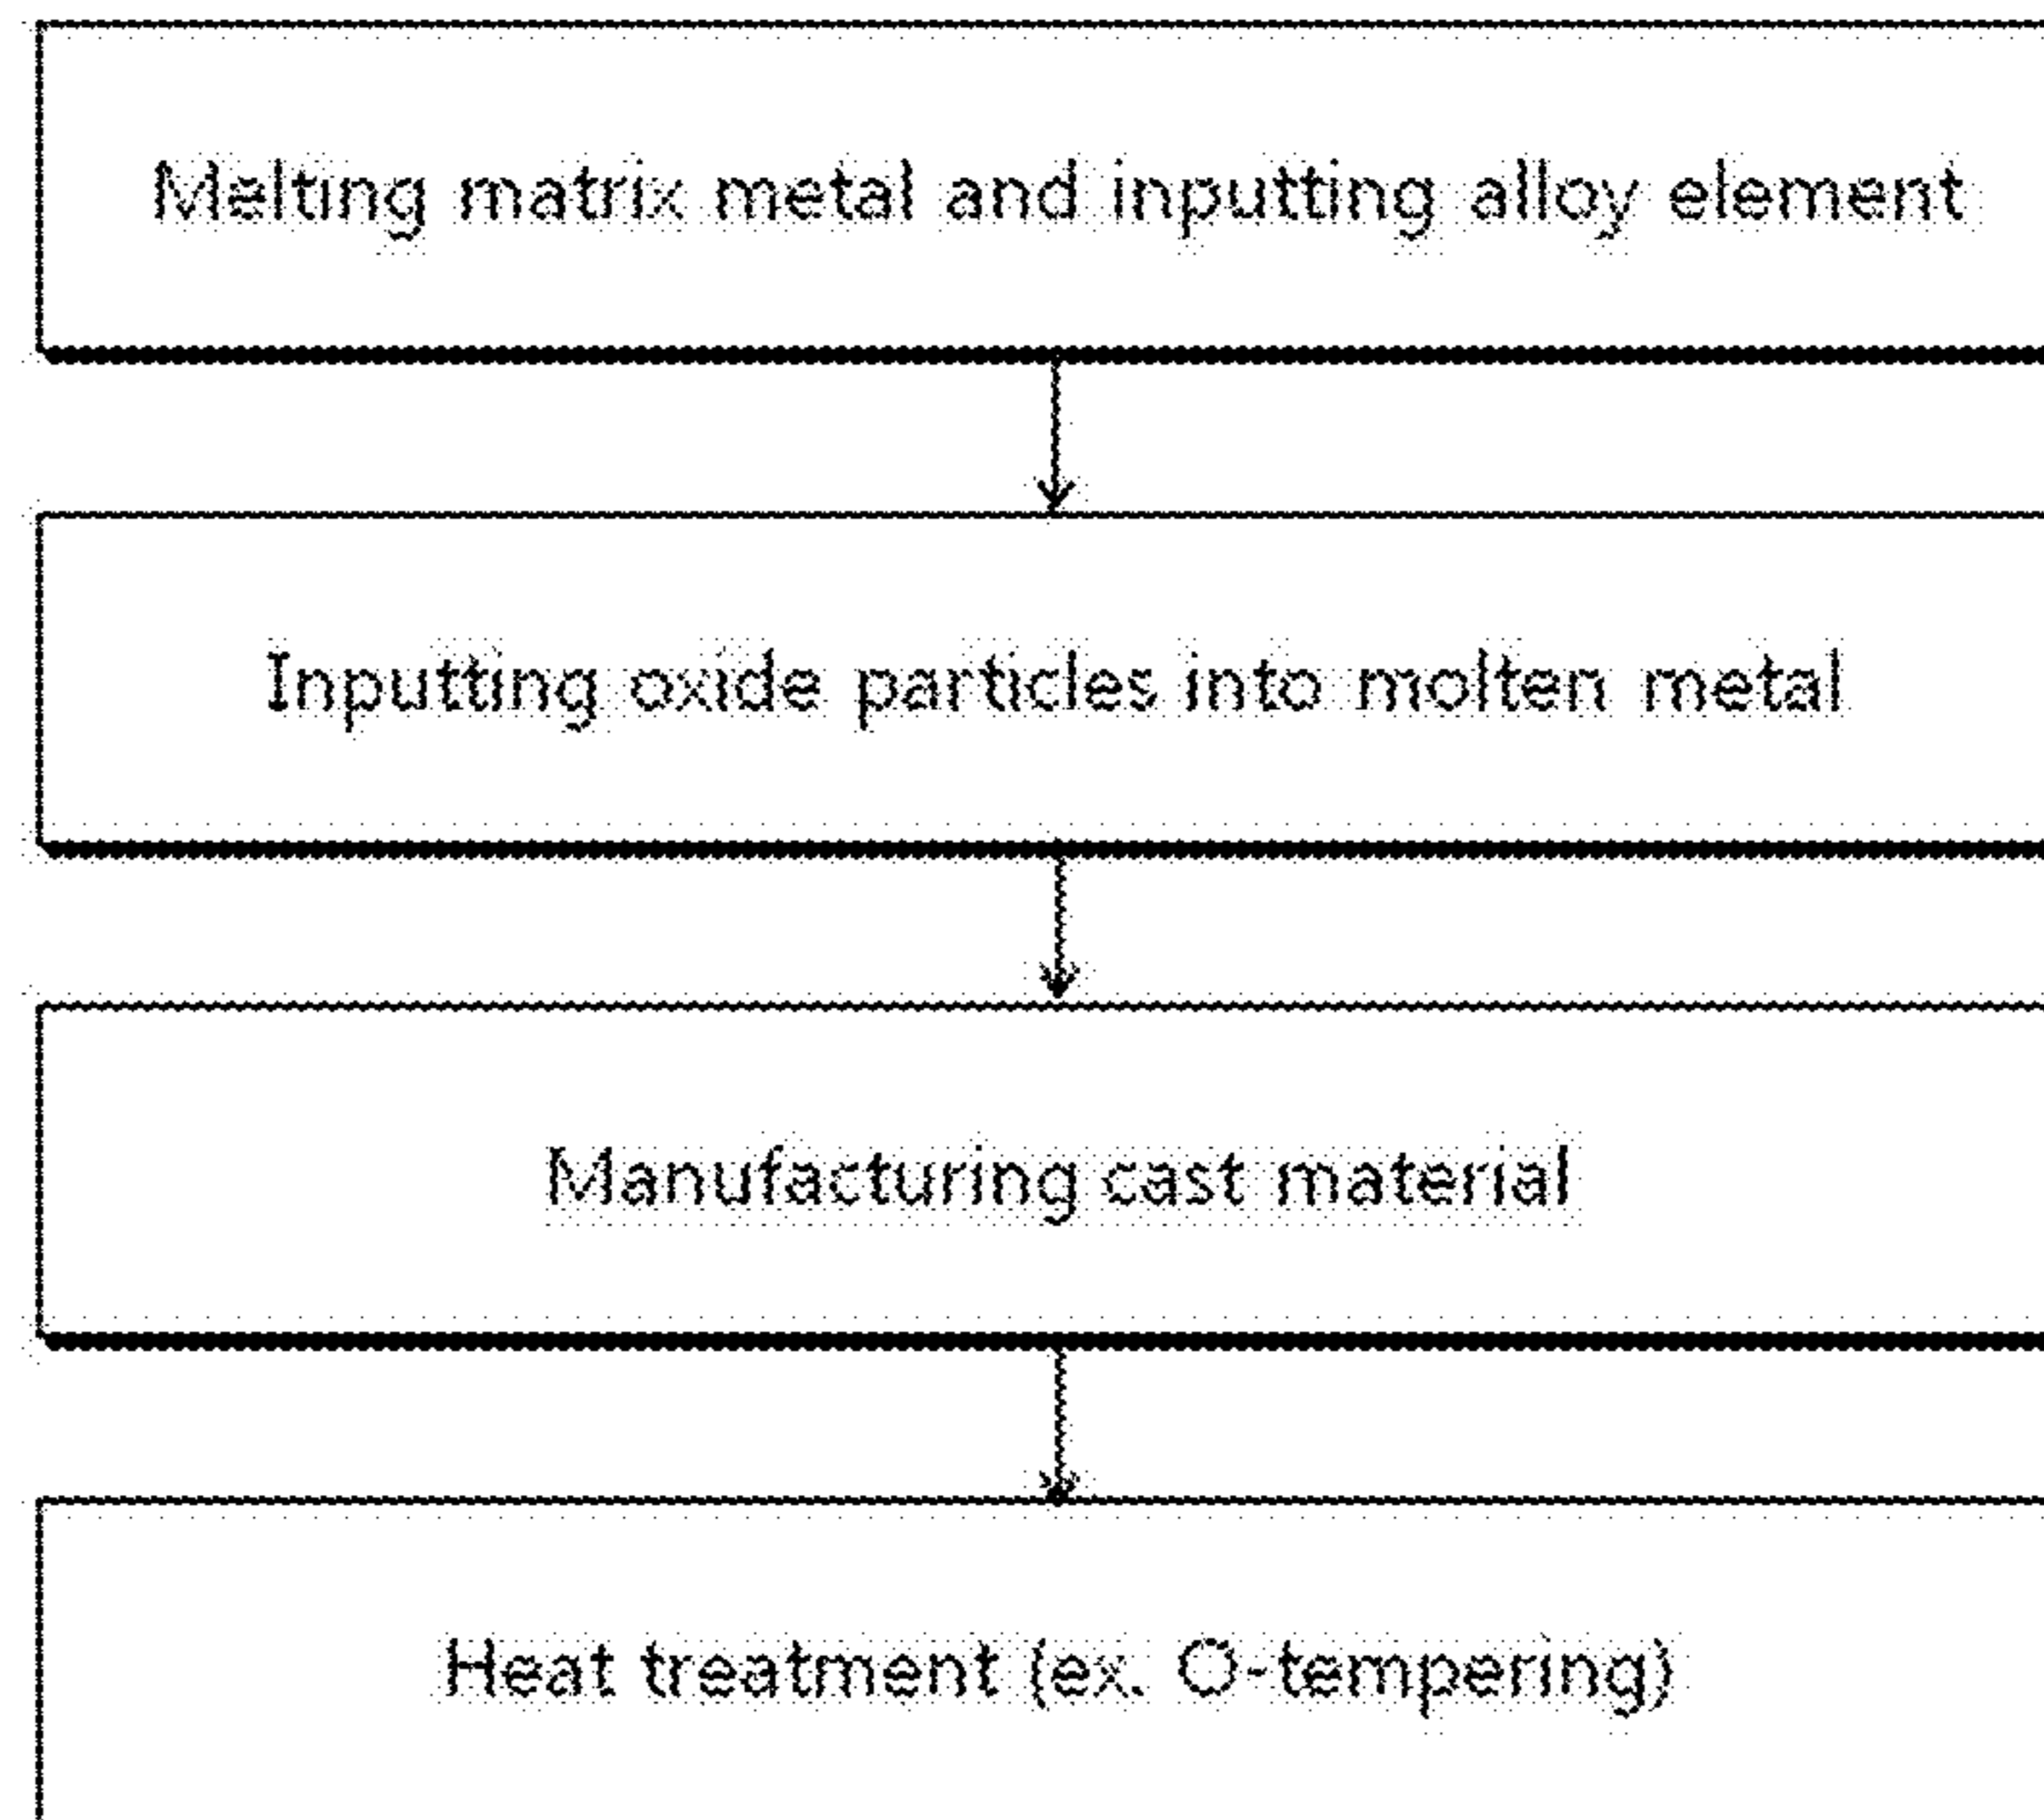 Melting matrix metal and inputting alloy element
Inputting oxide particles into molten metal
Manufacturing cast material
Heat treatment (ex. O-tempering)